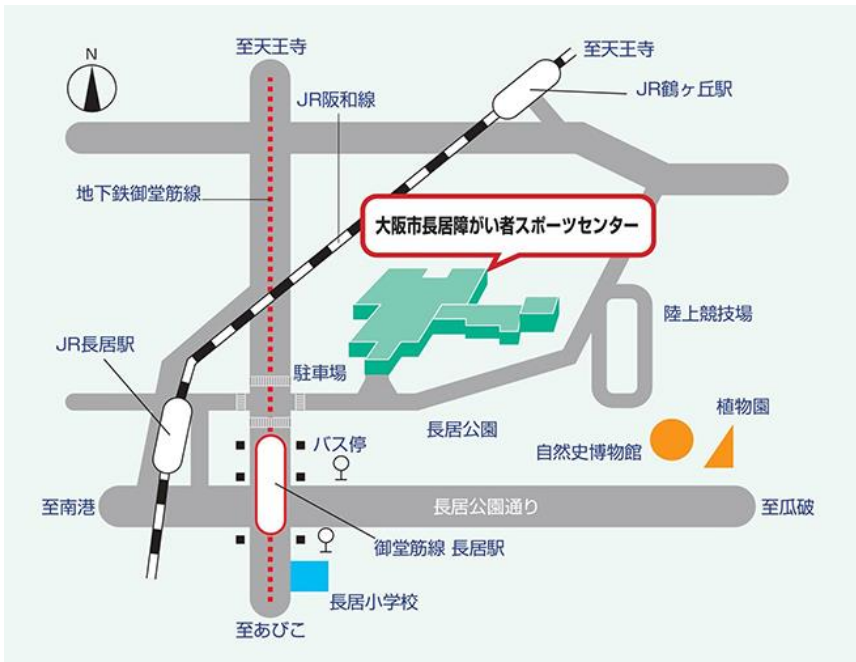 至天王寺
至天王寺
N
JR鶴ヶ丘駅
JR阪和線
地下鉄御堂筋線
大阪市長居障がい者スポーツセンター
陸上競技場
JR長居駅
駐車場
植物園
長居公園
バス停
自然史博物館
至南港
長居公園通り
至瓜破
御堂筋線 長居駅
長居小学校
至あびこ